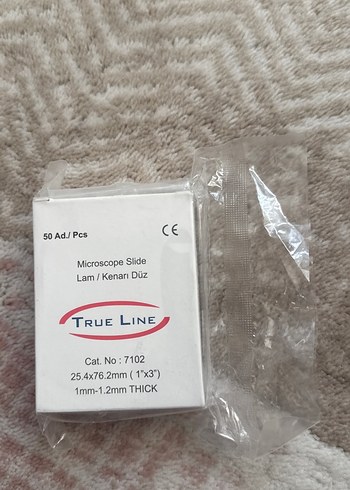 50 Ad./ Pcs
CE
Microscope Slide
Lam / Kenarı Düz
TRUE LINE
Cat. No : 7102
25.4x76.2mm ( 1"x3")
1mm-1.2mm THICK